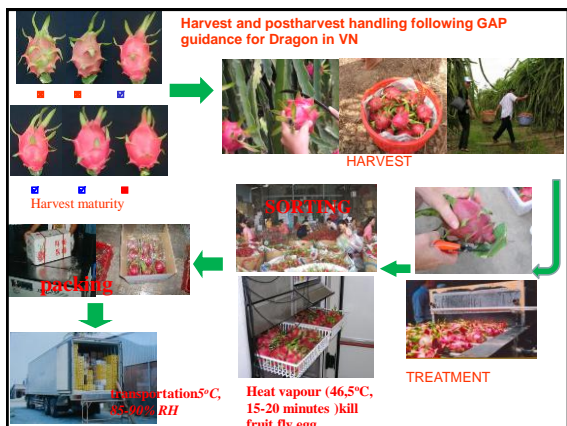 Harvest and postharvest handling following GAP
guidance for Dragon in VN
HARVEST
Harvest maturity
SORTING
packing
TREATMENT
transportation5°C,
85-90% RH
Heat vapour (46,5°C,
15-20 minutes )kill
fruit fly egg